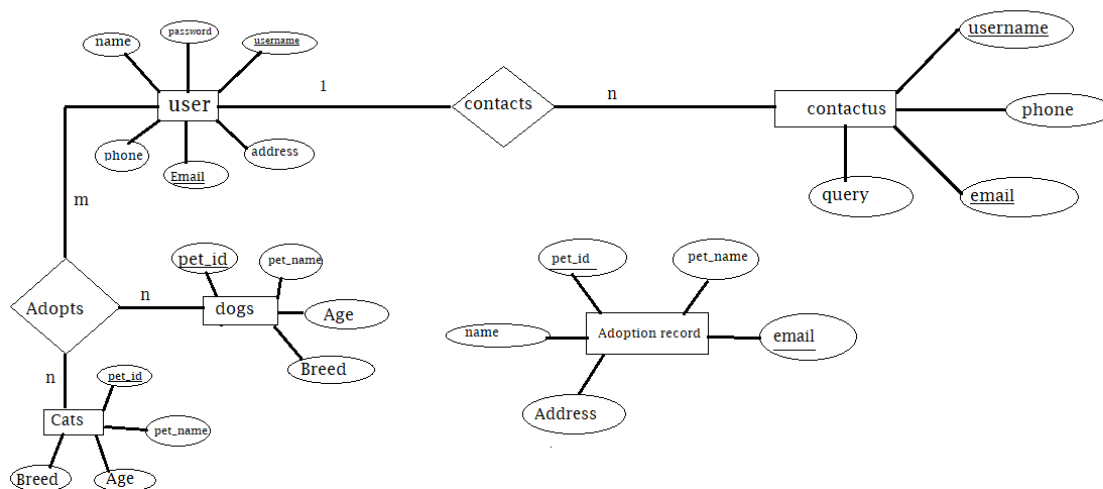 name
password
username
user
phone
Email
address
1
contacts
n
contactus
username
phone
email
query
m
Adopts
n
dogs
pet_id
pet_name
Age
Breed
n
Cats
pet_id
pet_name
Breed
Age
Adoption record
pet_id
pet_name
name
email
Address